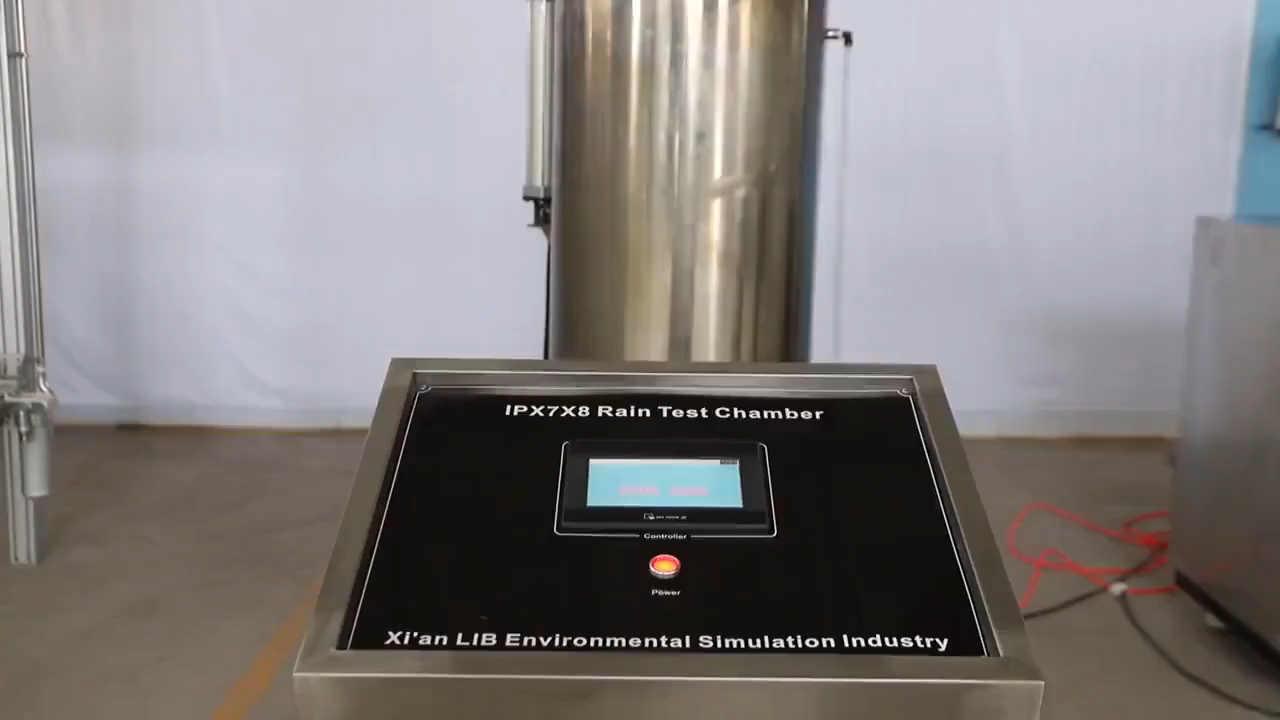 IPX7X8 Rain Test Chamber
Controller
Power
Xi'an LIB Environmental Simulation Industry